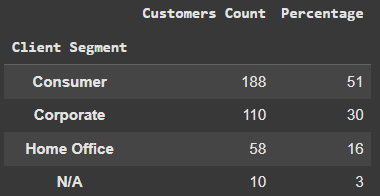 Customers Count Percentage
Client Segment
Consumer 188 51
Corporate 110 30
Home Office 58 16
N/A 10 3